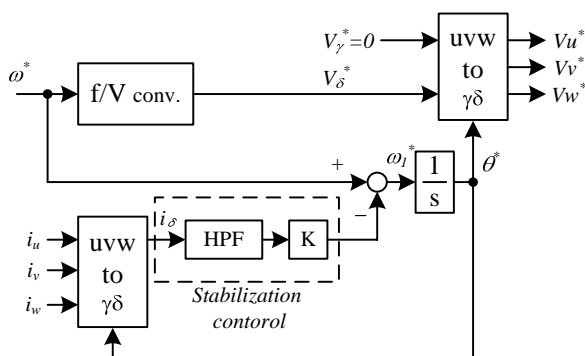 V_γ^*=0
uvw
to
γδ
Vu^*
Vv^*
Vw^*
ω^*
f/V conv.
V_δ^*
+
−
ω_1^*
1
s
θ^*
i_u
i_v
i_w
uvw
to
γδ
i_δ
HPF
K
Stabilization
contorol